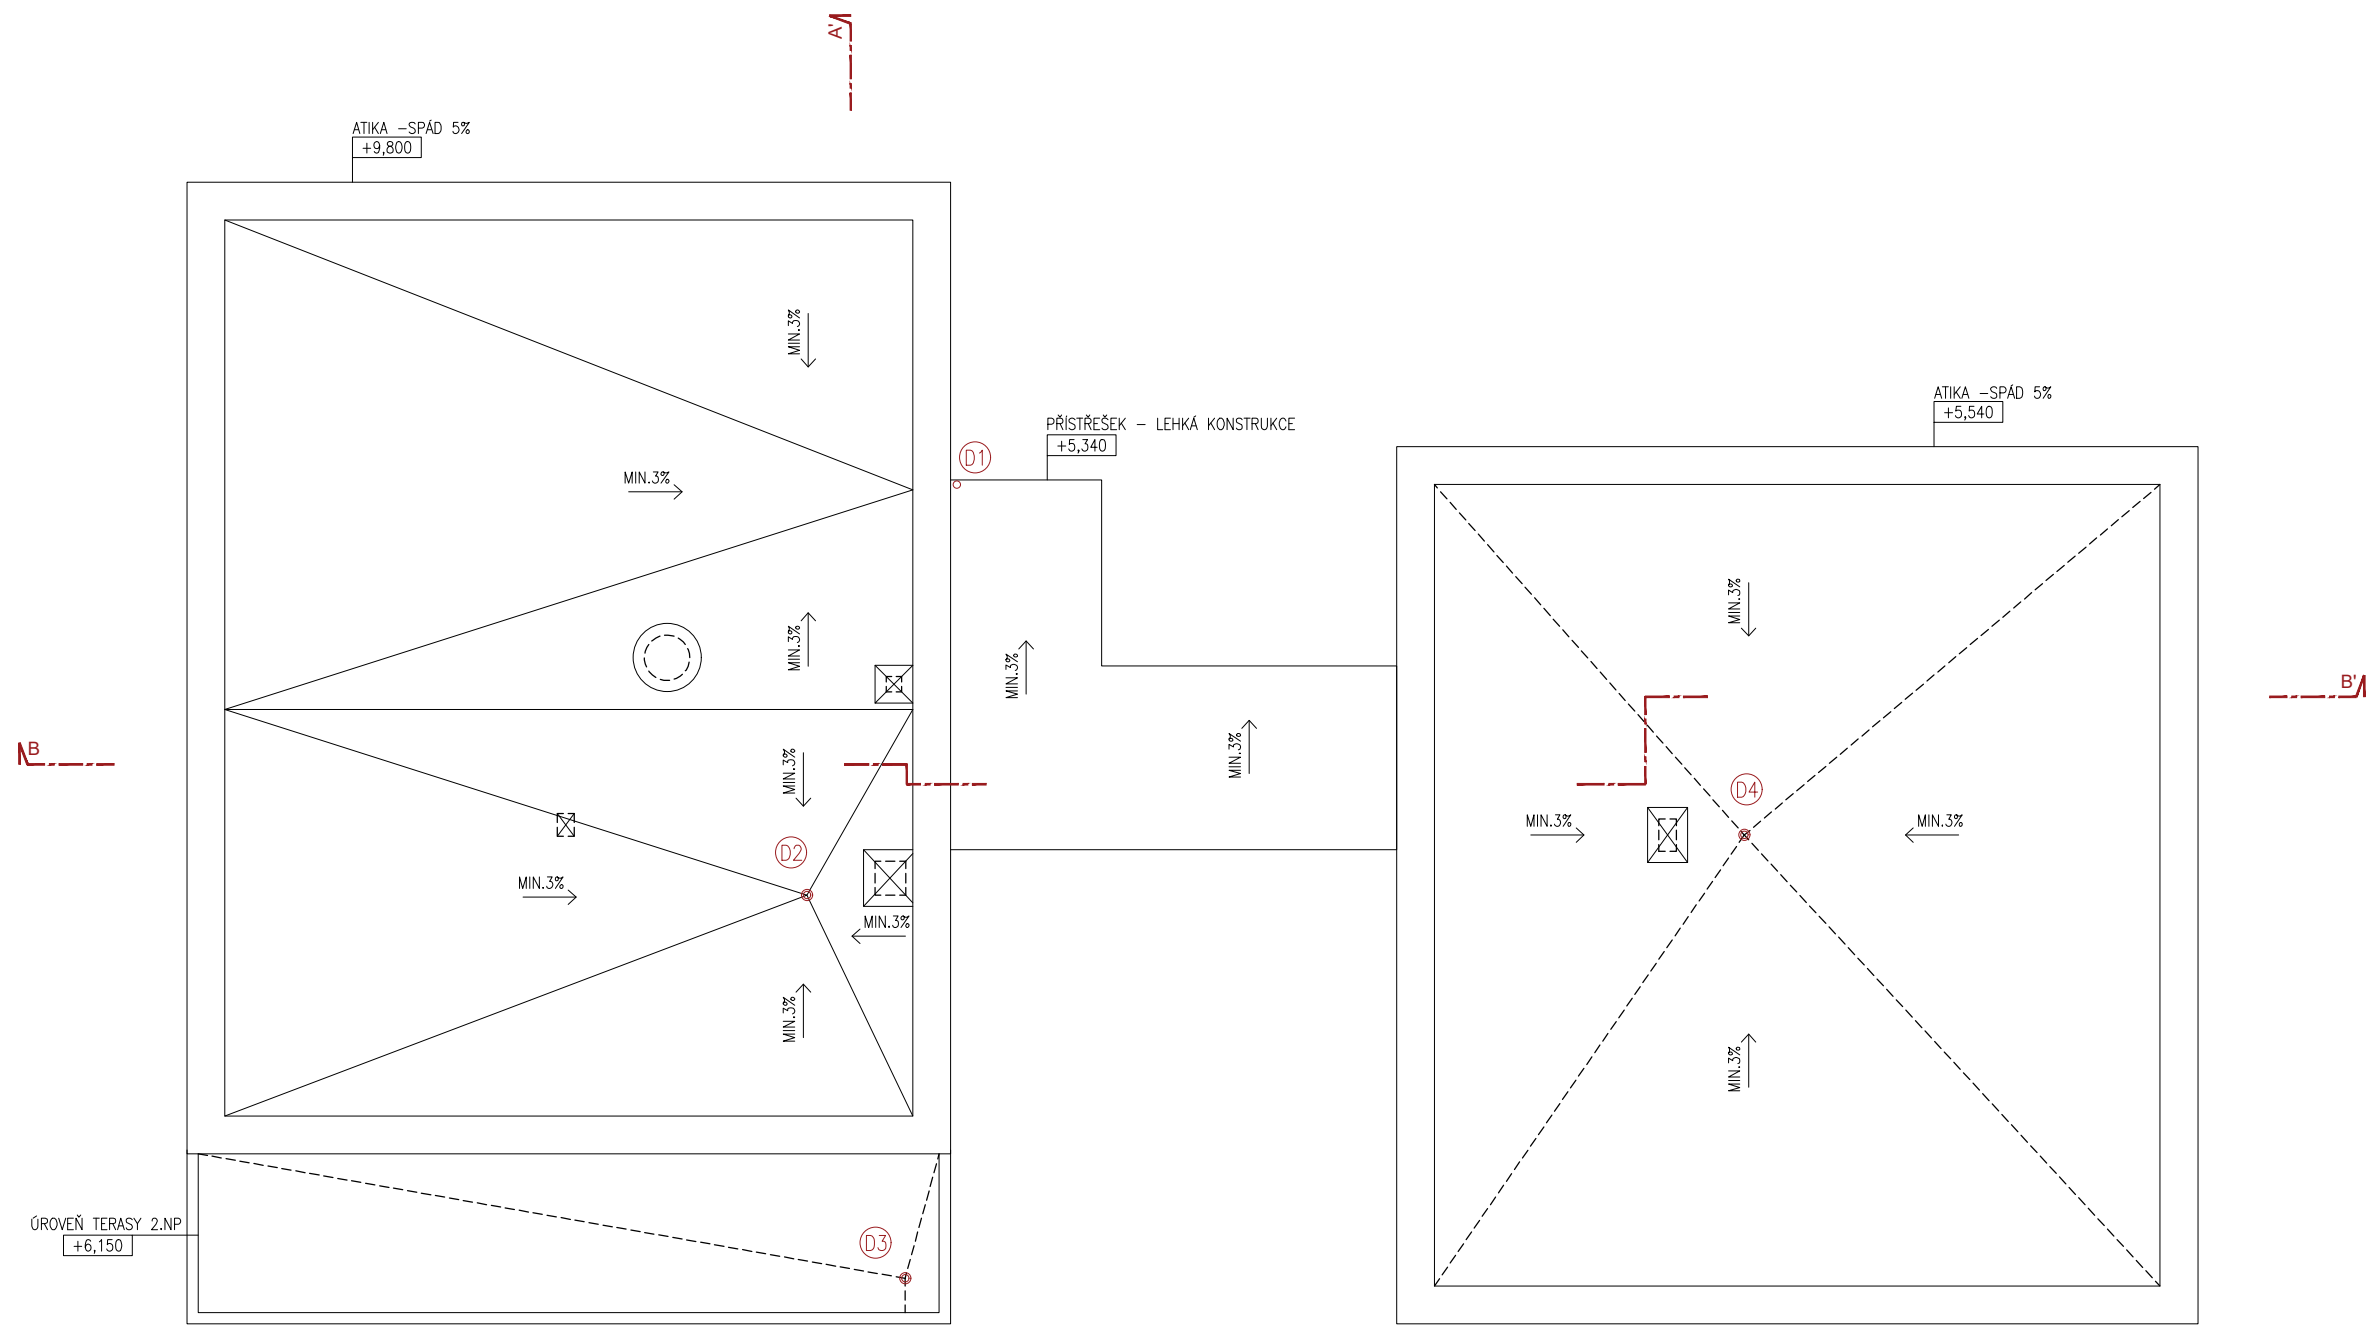 A'
ATIKA -SPÁD 5%
+9,800
MIN.3%
ATIKA -SPÁD 5%
+5,540
PŘÍSTŘEŠEK - LEHKÁ KONSTRUKCE
+5,340
D1
MIN.3%
MIN.3%
MIN.3%
MIN.3%
B'
B
MIN.3%
MIN.3%
D4
MIN.3%
MIN.3%
D2
MIN.3%
MIN.3%
MIN.3%
MIN.3%
ÚROVEŇ TERASY 2.NP
+6,150
D3